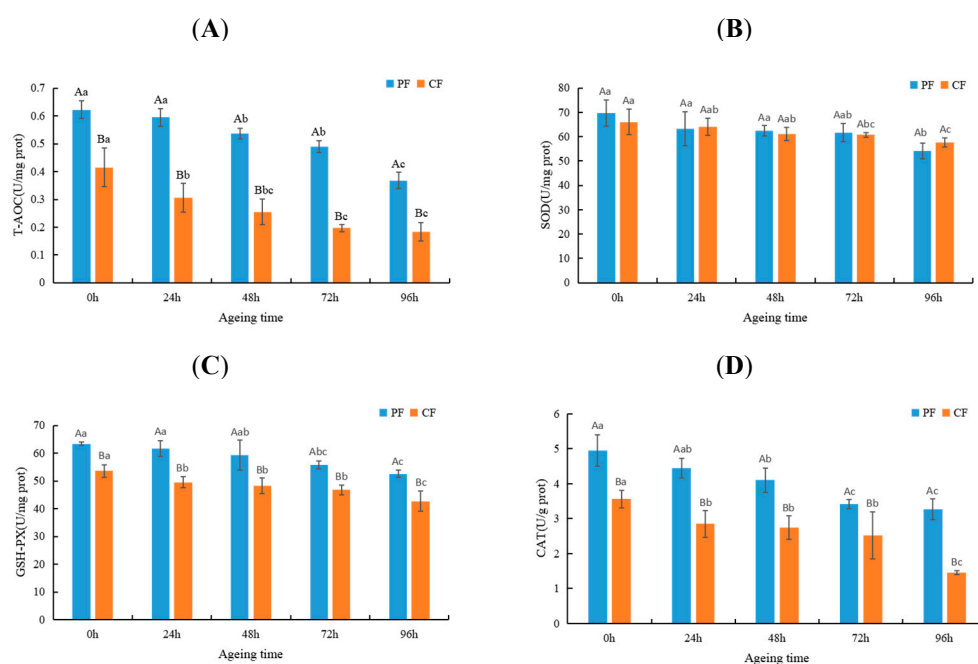 (A)
PF CF
T-AOC(U/mg prot)
0.7
0.6
0.5
0.4
0.3
0.2
0.1
0
Aa Ba Aa Bb Ab Bbc Ab Bc Ac Bc
0h 24h 48h 72h 96h
Ageing time
(B)
PF CF
SOD(U/mg prot)
80
70
60
50
40
30
20
10
0
Aa Aa Aa Aab Aa Aab Aab Abc Ab Ac
0h 24h 48h 72h 96h
Ageing time
(C)
PF CF
GSH-PX(U/mg prot)
70
60
50
40
30
20
10
0
Aa Ba Aa Bb Aab Bb Abc Bb Ac Bc
0h 24h 48h 72h 96h
Ageing time
(D)
PF CF
CAT(U/g prot)
6
5
4
3
2
1
0
Aa Ba Aab Bb Ab Bb Ac Bb Ac Bc
0h 24h 48h 72h 96h
Ageing time